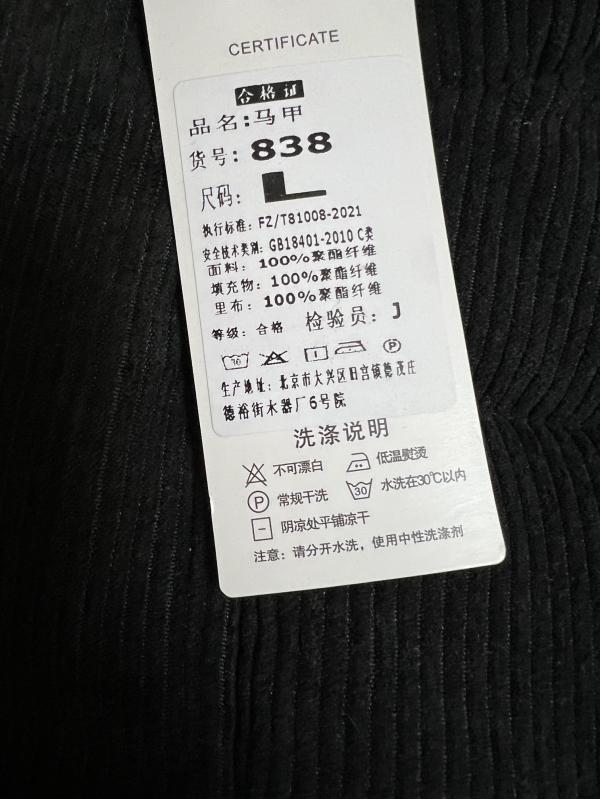 CERTIFICATE
合格证
品名:马甲
货号: 838
尺码: L
执行标准: FZ/T81008-2021
安全技术类别: GB18401-2010 C类
面料: 100%聚酯纤维
填充物: 100%聚酯纤维
里布: 100%聚酯纤维
等级: 合格 检验员: J
30 P
生产地址: 北京市大兴区旧宫镇德茂庄
德裕街水器厂6号院
洗涤说明
不可漂白 低温熨烫
P 常规干洗 30 水洗在30℃以内
阴凉处平铺凉干
注意: 请分开水洗, 使用中性洗涤剂